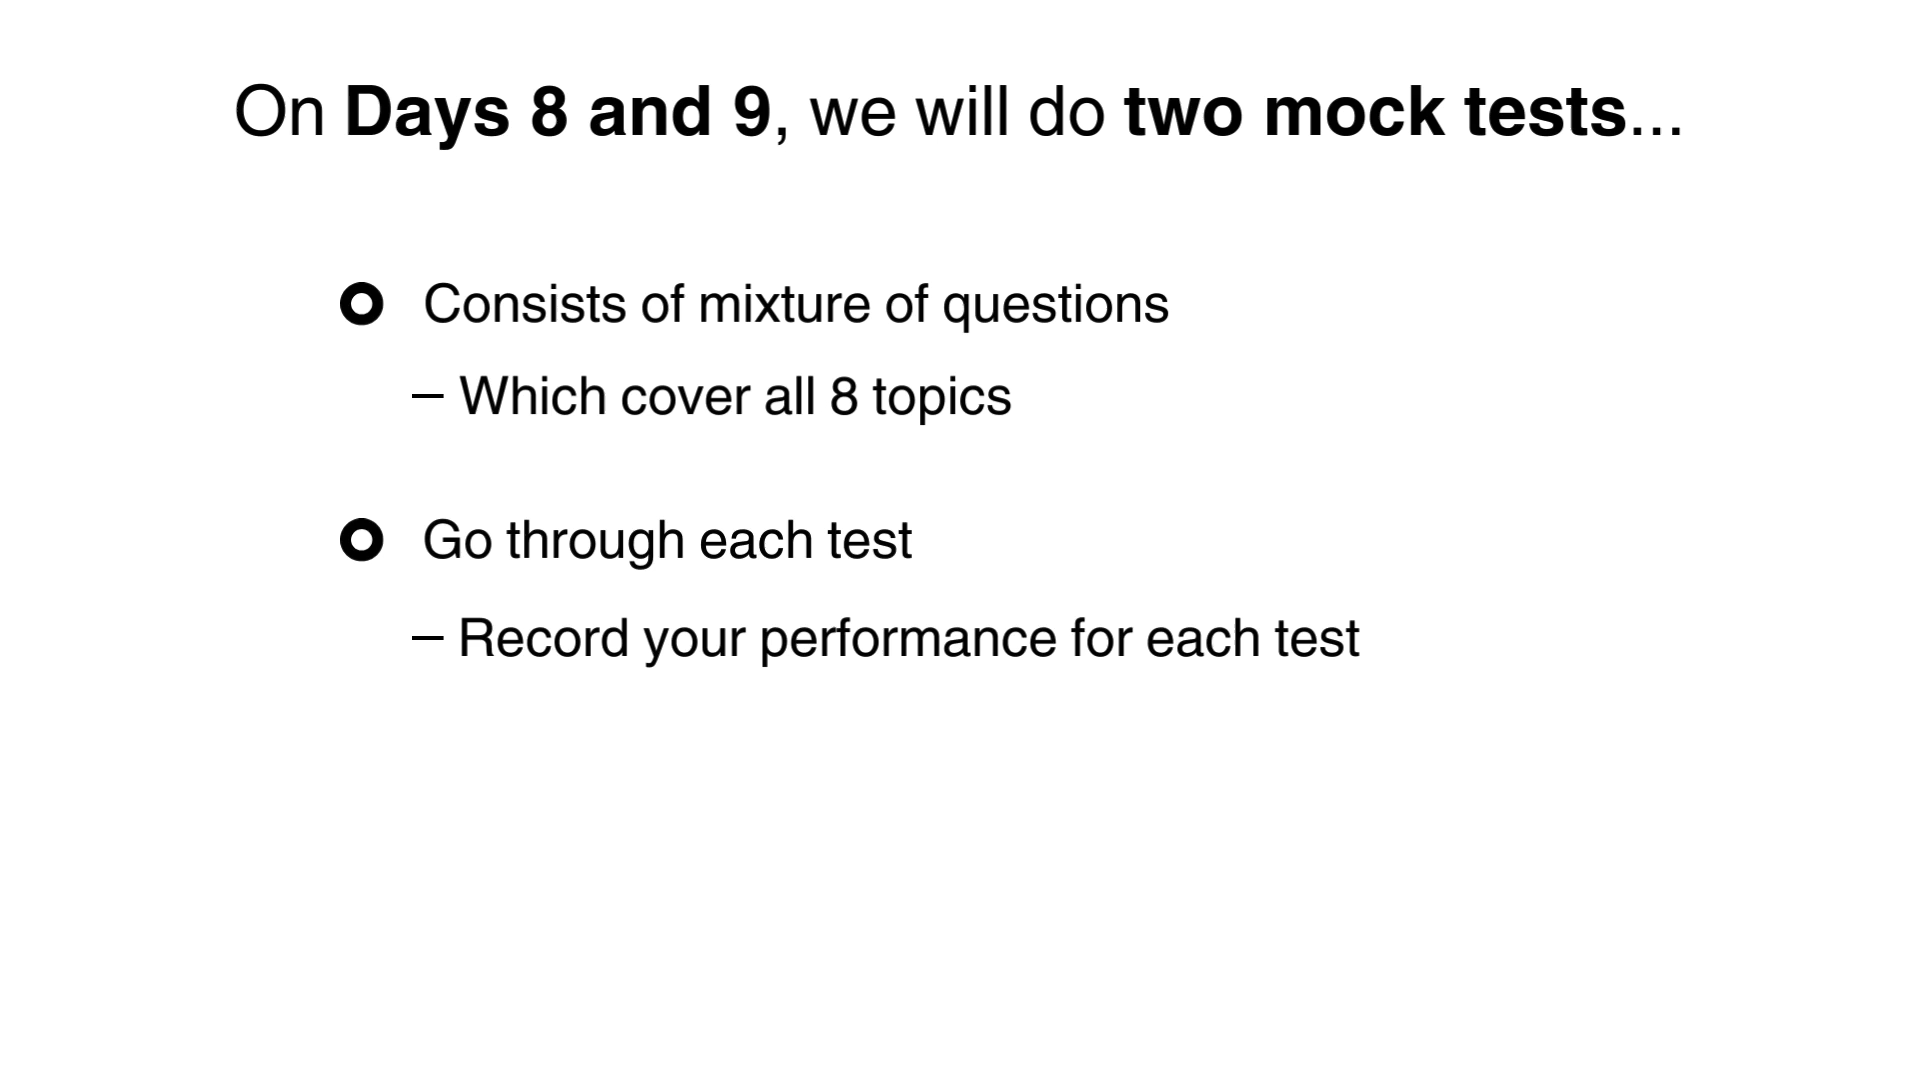 On Days 8 and 9, we will do two mock tests...
Consists of mixture of questions
– Which cover all 8 topics
Go through each test
– Record your performance for each test